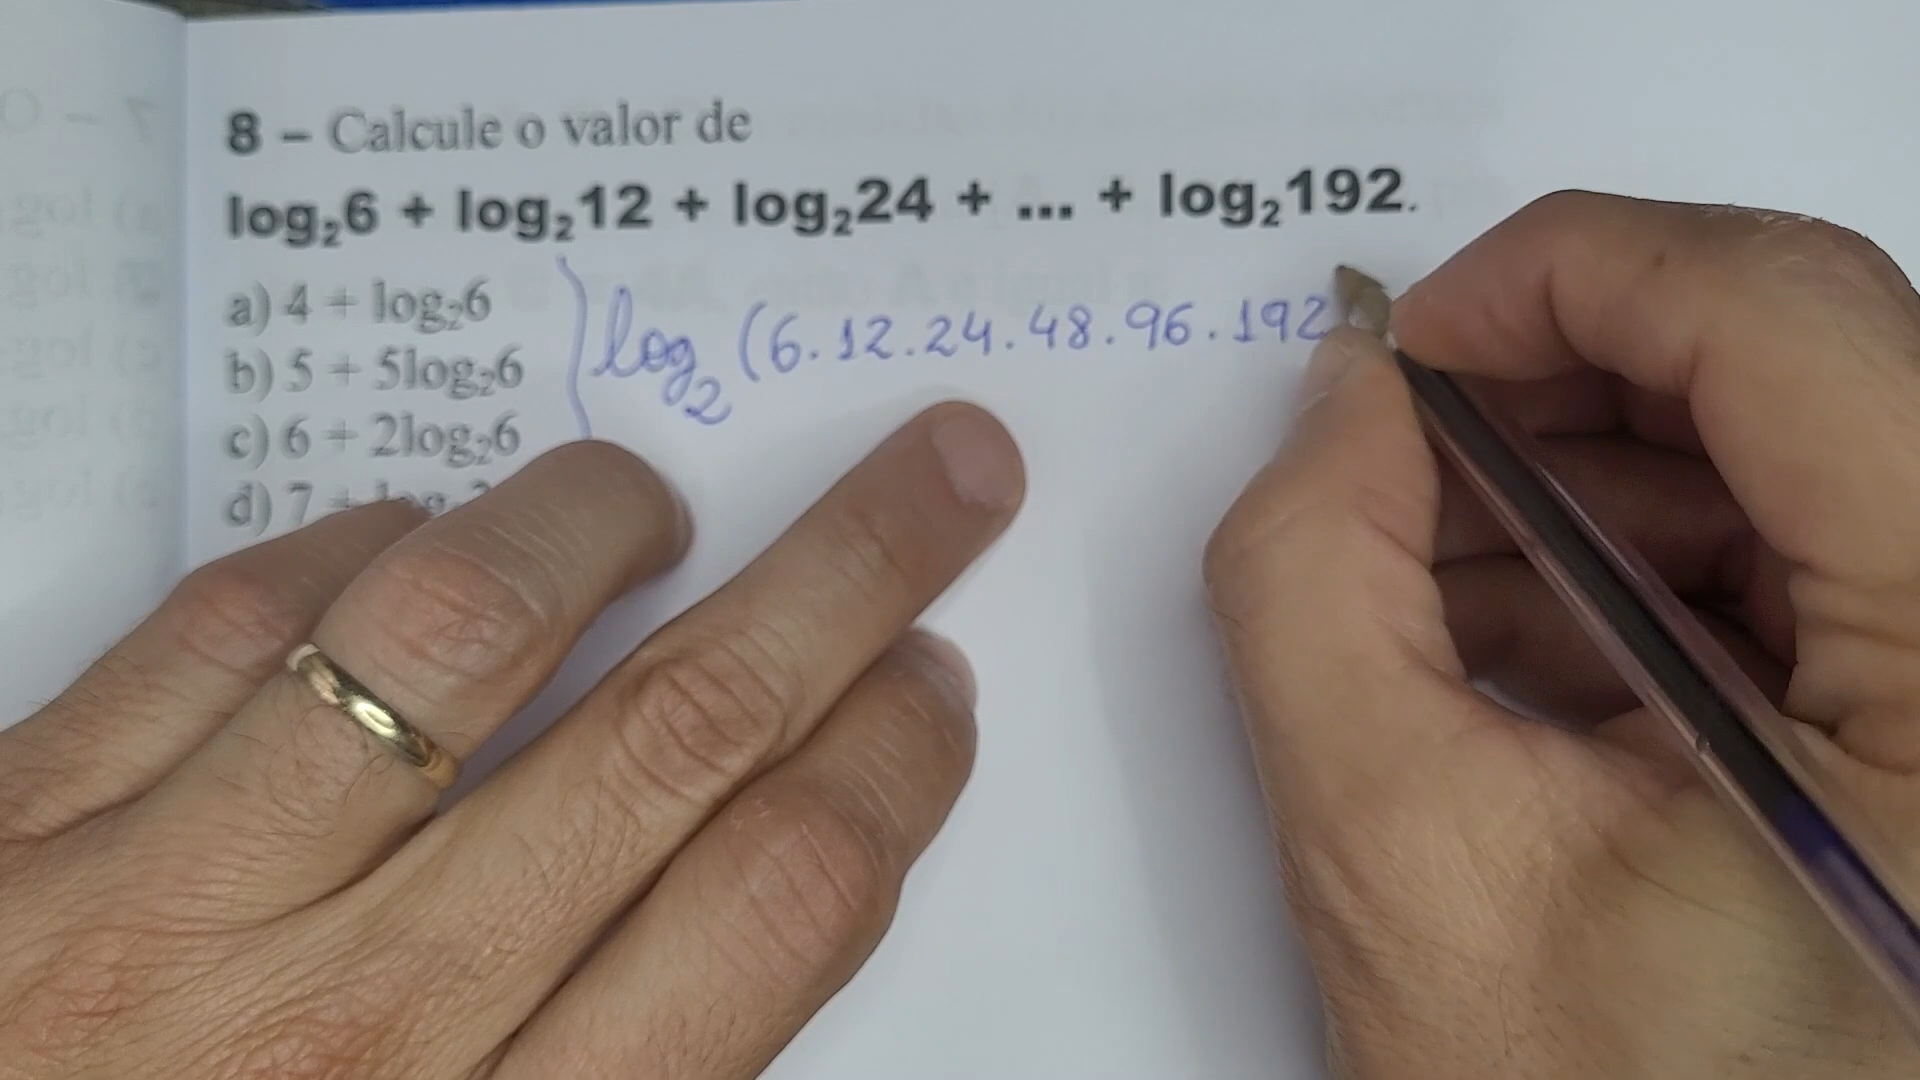 8 – Calcule o valor de
log₂6 + log₂12 + log₂24 + ... + log₂192.
a) 4 + log₂6
b) 5 + 5log₂6
c) 6 + 2log₂6
d) 7 +
log₂ (6.12.24.48.96.192